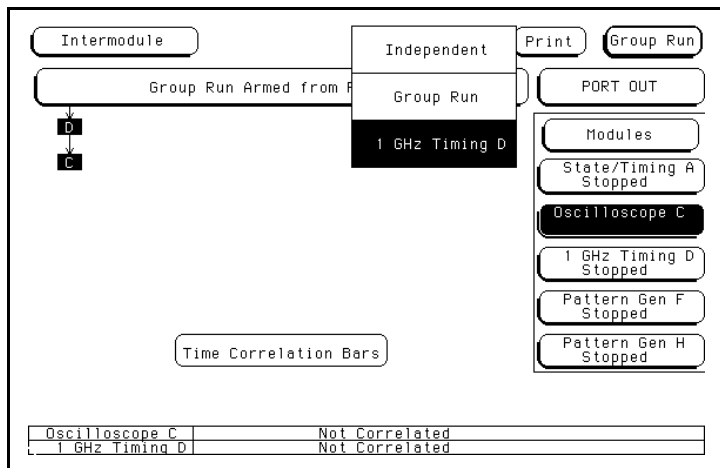 Intermodule
Independent
Print
Group Run
Group Run Armed from
Group Run
PORT OUT
1 GHz Timing D
D
C
Modules
State/Timing A
Stopped
Oscilloscope C
1 GHz Timing D
Stopped
Pattern Gen F
Stopped
Pattern Gen H
Stopped
Time Correlation Bars
Oscilloscope C Not Correlated
1 GHz Timing D Not Correlated